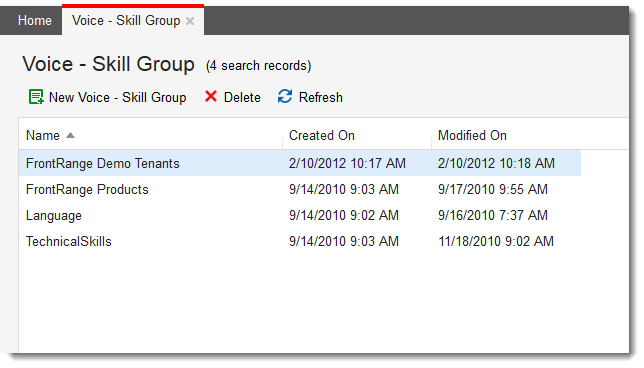 Home Voice - Skill Group
Voice - Skill Group (4 search records)
New Voice - Skill Group Delete Refresh
Name Created On Modified On
FrontRange Demo Tenants 2/10/2012 10:17 AM 2/10/2012 10:18 AM
FrontRange Products 9/14/2010 9:03 AM 9/17/2010 9:55 AM
Language 9/14/2010 9:02 AM 9/16/2010 7:37 AM
TechnicalSkills 9/14/2010 9:03 AM 11/18/2010 9:02 AM